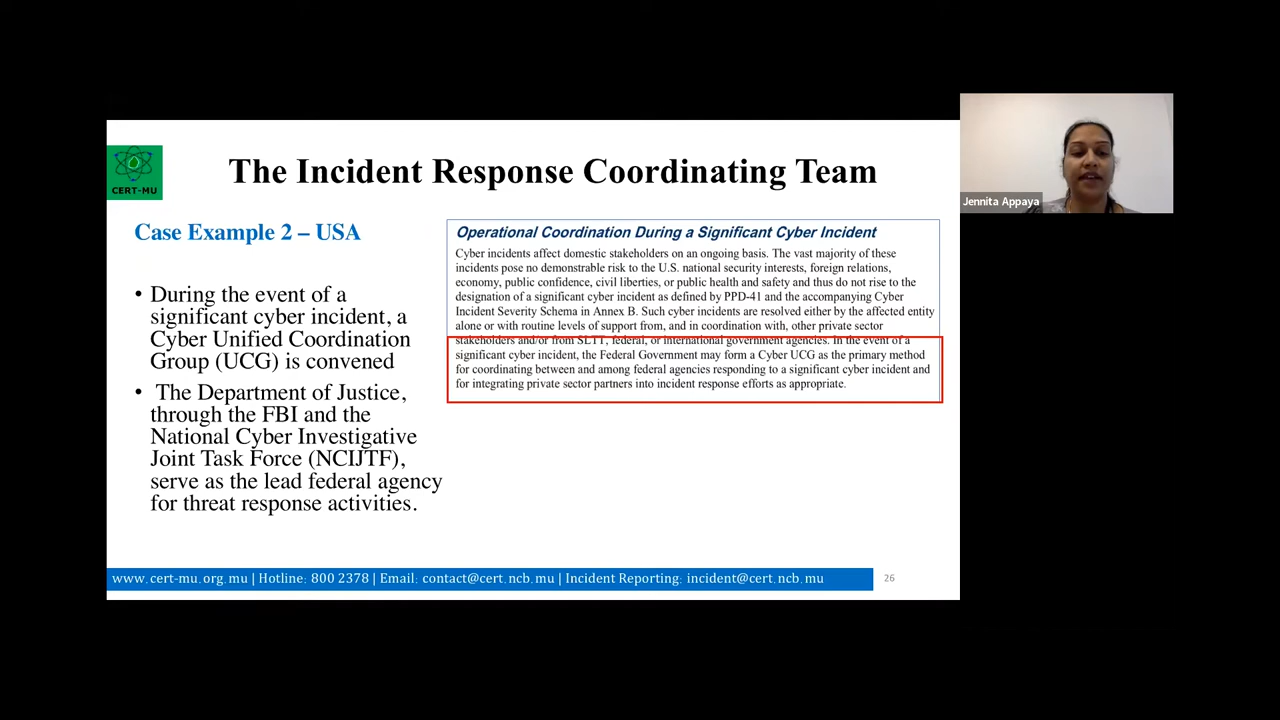 The Incident Response Coordinating Team
CERT-MU
Jennita Appaya
Case Example 2 – USA
• During the event of a
significant cyber incident, a
Cyber Unified Coordination
Group (UCG) is convened
• The Department of Justice,
through the FBI and the
National Cyber Investigative
Joint Task Force (NCIJTF),
serve as the lead federal agency
for threat response activities.
Operational Coordination During a Significant Cyber Incident
Cyber incidents affect domestic stakeholders on an ongoing basis. The vast majority of these
incidents pose no demonstrable risk to the U.S. national security interests, foreign relations,
economy, public confidence, civil liberties, or public health and safety and thus do not rise to the
designation of a significant cyber incident as defined by PPD-41 and the accompanying Cyber
Incident Severity Schema in Annex B. Such cyber incidents are resolved either by the affected entity
alone or with routine levels of support from, and in coordination with, other private sector
stakeholders and/or from SLTT, federal, or international government agencies. In the event of a
significant cyber incident, the Federal Government may form a Cyber UCG as the primary method
for coordinating between and among federal agencies responding to a significant cyber incident and
for integrating private sector partners into incident response efforts as appropriate.
www.cert-mu.org.mu | Hotline: 800 2378 | Email: contact@cert.ncb.mu | Incident Reporting: incident@cert.ncb.mu
26